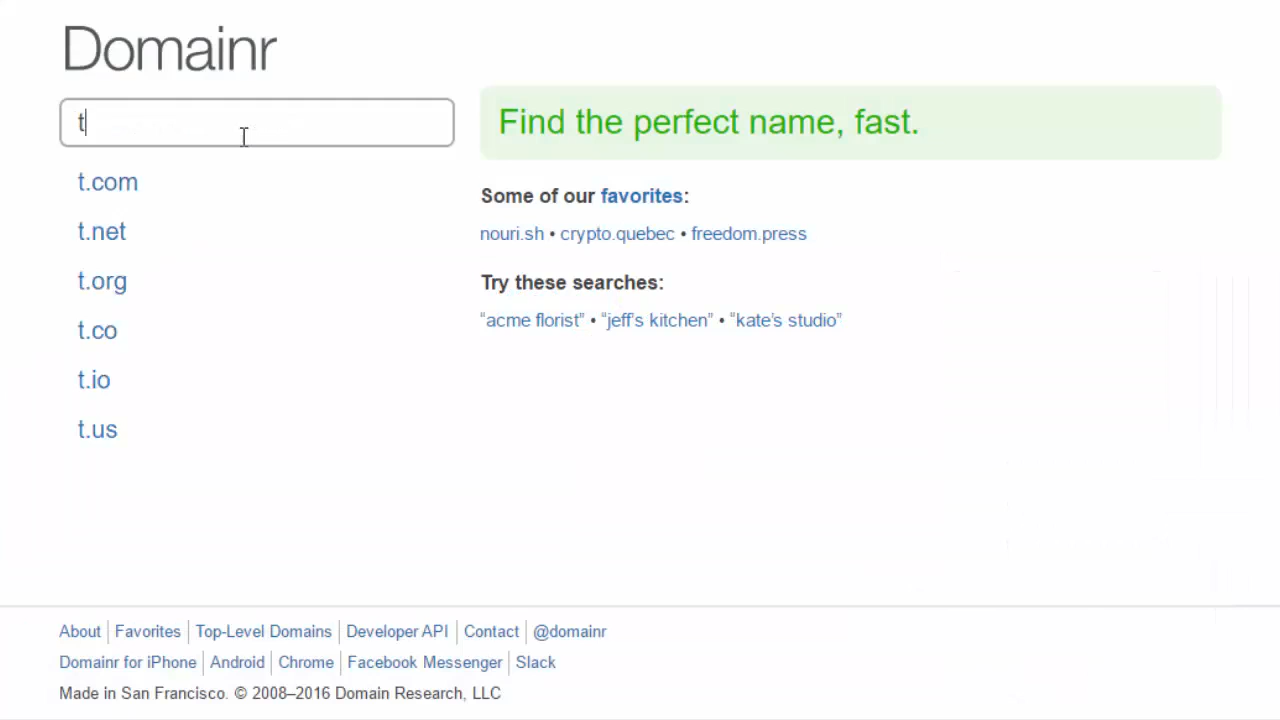 Domainr
t
Find the perfect name, fast.
t.com
t.net
t.org
t.co
t.io
t.us
Some of our favorites:
nouri.sh • crypto.quebec • freedom.press
Try these searches:
“acme florist” • “jeff’s kitchen” • “kate’s studio”
About Favorites Top-Level Domains Developer API Contact @domainr
Domainr for iPhone Android Chrome Facebook Messenger Slack
Made in San Francisco. © 2008–2016 Domain Research, LLC